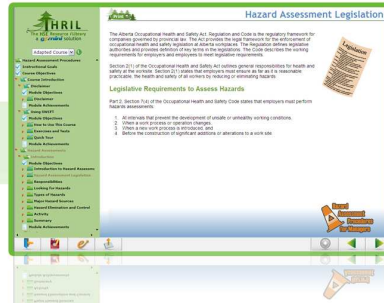 THRIL
The HSE Resource Library
Adapted Course
Hazard Assessment Procedures
Instructional Goals
Course Objectives
Course Introduction
Disclaimer
Module Objectives
Disclaimer
Module Achievements
Using SWIFT
Module Objectives
How to Use This Course
Exercises and Tests
Quick Tour
Module Achievements
Hazard Assessments
Introduction
Module Objectives
Introduction to Hazard Assessments
Hazard Assessment Legislation
Responsibilities
Looking for Hazards
Types of Hazards
Major Hazard Sources
Hazard Elimination and Control
Activity
Summary
Module Achievements
Print
Hazard Assessment Legislation
The Alberta Occupational Health and Safety Act, Regulation and Code is the regulatory framework for
companies governed by provincial law. The Act provides the legal framework for the enforcement of
occupational health and safety legislation at Alberta workplaces. The Regulation defines legislative
authorities and provides definition of key terms in the legislations. The Code describes the working
requirements for employers and employees to meet legislative requirements.
Section 2(1) of the Occupational Health and Safety Act outlines general responsibilities for health and
safety at the worksite. Section 2(1) states that employers must ensure as far as it is reasonable
practicable, the health and safety of all workers by reducing or eliminating hazards.
Legislative Requirements to Assess Hazards
Part 2, Section 7(4) of the Occupational Health and Safety Code states that employers must perform
hazards assessments:
1. At intervals that prevent the development of unsafe or unhealthy working conditions,
2. When a work process or operation changes,
3. When a new work process is introduced, and
4. Before the construction of significant additions or alterations to a work site
Legislation
Hazard
Assessment
Procedures
for Managers